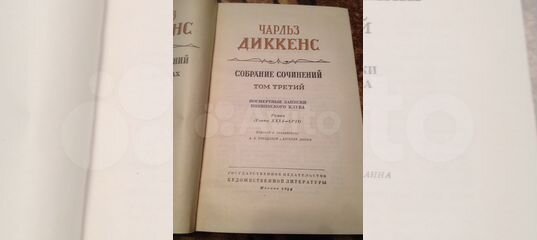 ЧАРЛЬЗ
ДИККЕНС
СОБРАНИЕ СОЧИНЕНИЙ
ТОМ ТРЕТИЙ
ПОСМЕРТНЫЕ ЗАПИСКИ
ПИКВИКСКОГО КЛУБА
Роман
ГОСУДАРСТВЕННОЕ ИЗДАТЕЛЬСТВО
ХУДОЖЕСТВЕННОЙ ЛИТЕРАТУРЫ
Москва